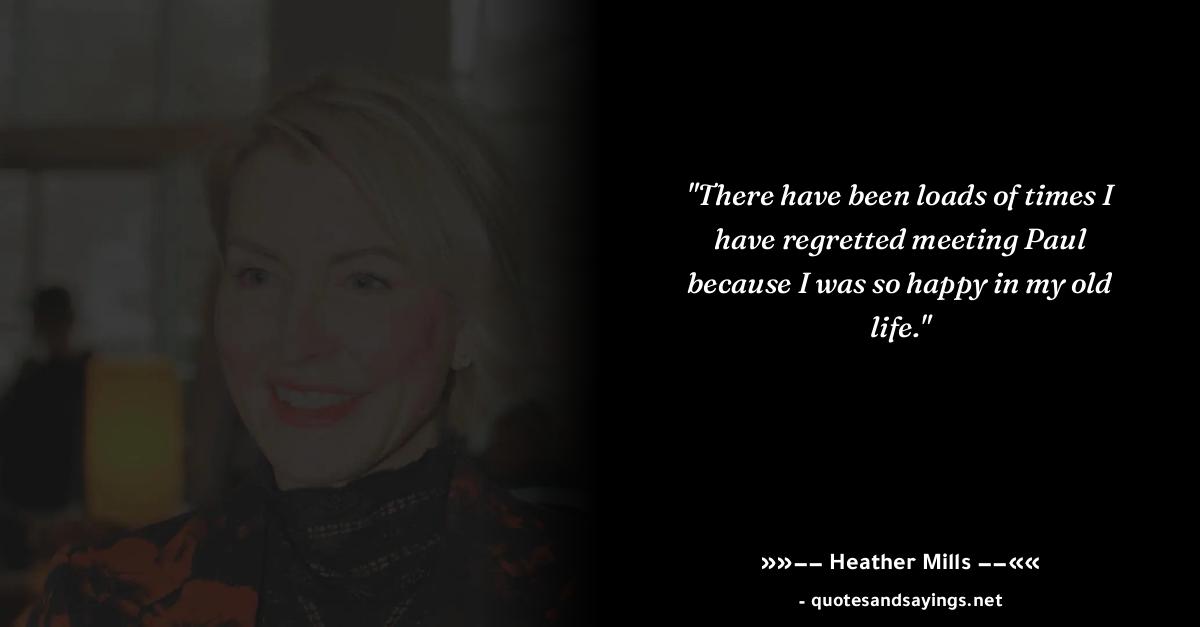 "There have been loads of times I
have regretted meeting Paul
because I was so happy in my old
life."
»»−− Heather Mills −−««
- quotesandsayings.net